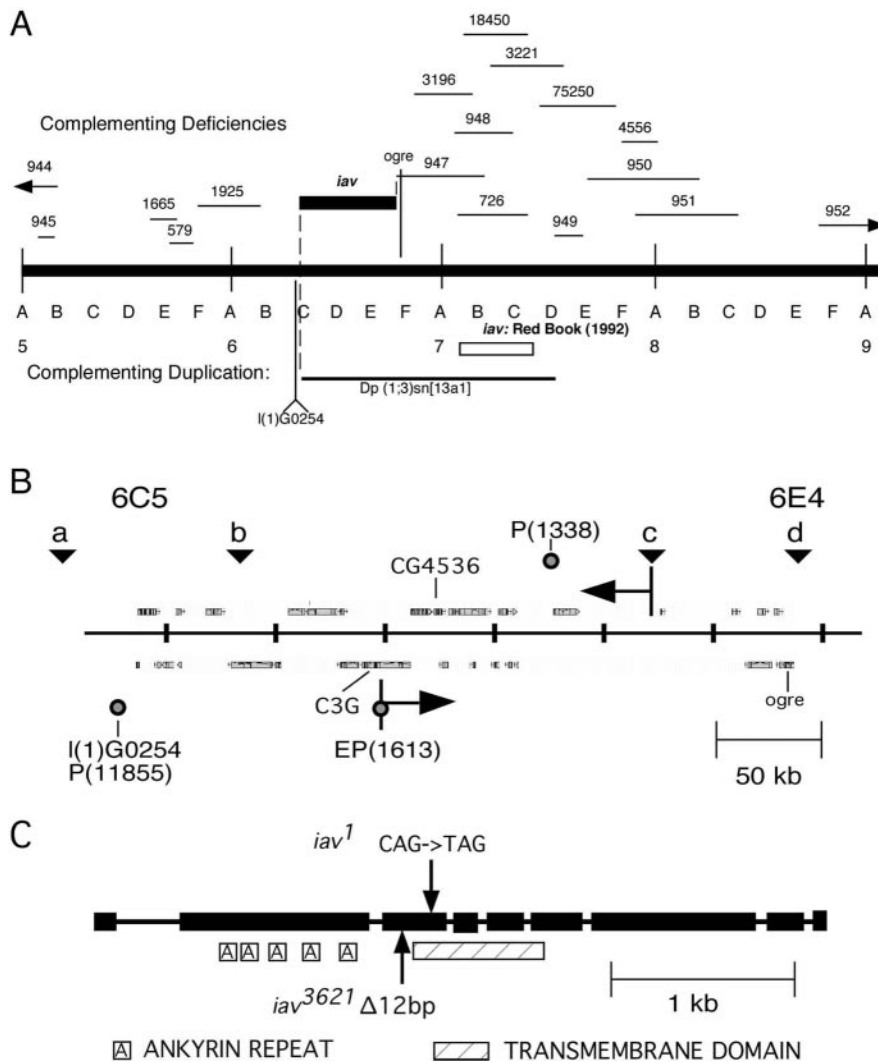 A
18450
3221
3196
75250
Complementing Deficiencies
948
4556
ogre
944
947
950
1665
1925
iav
726
951
945
579
949
952
A B C D E F A B C D E F A B C D E F A B C D E F A
iav: Red Book (1992)
5 6 7 8 9
Complementing Duplication:
Dp (1;3)sn[13a1]
l(1)G0254
B
6C5 6E4
a b P(1338) c d
CG4536
C3G
ogre
l(1)G0254
P(11855)
EP(1613)
50 kb
C
iav1 CAG->TAG
A A A A A
iav3621 Δ12bp
1 kb
A ANKYRIN REPEAT TRANSMEMBRANE DOMAIN